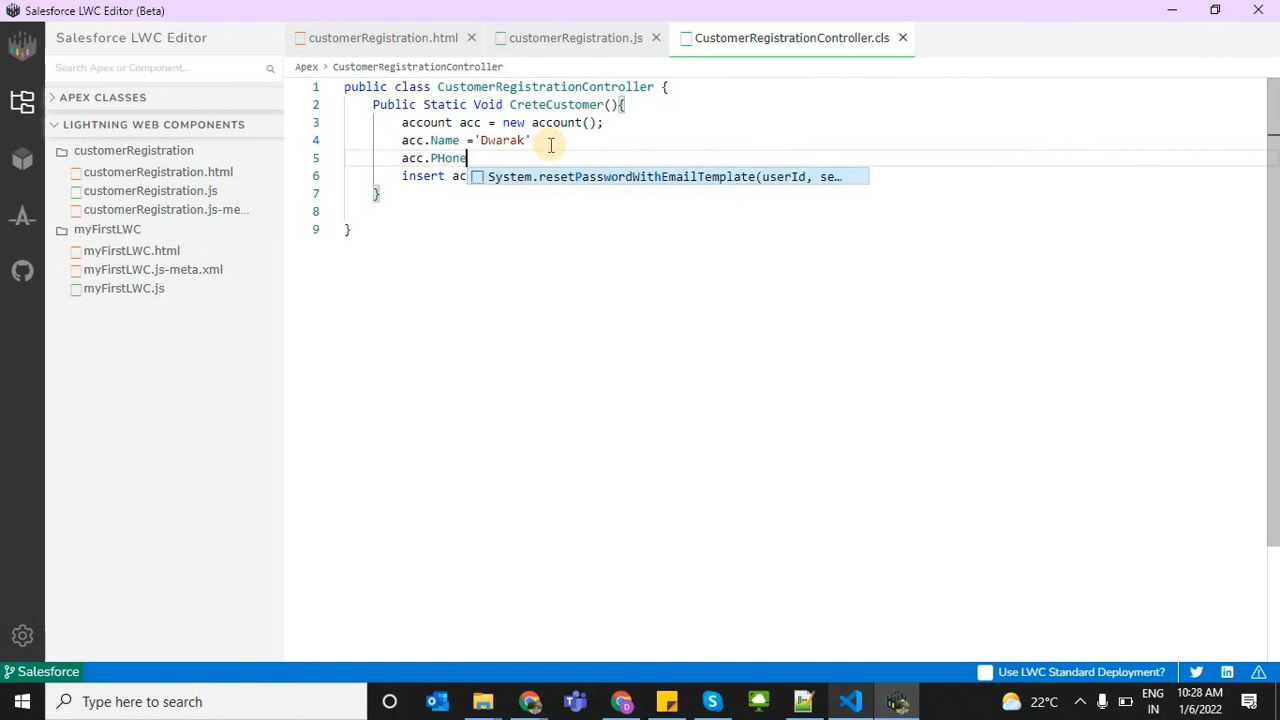 Salesforce LWC Editor (Beta)
Salesforce LWC Editor
customerRegistration.html
customerRegistration.js
CustomerRegistrationController.cls
Search Apex or Component...
Apex > CustomerRegistrationController
APEX CLASSES
LIGHTNING WEB COMPONENTS
customerRegistration
customerRegistration.html
customerRegistration.js
customerRegistration.js-me...
myFirstLWC
myFirstLWC.html
myFirstLWC.js-meta.xml
myFirstLWC.js
1 public class CustomerRegistrationController {
2 Public Static Void CreteCustomer(){
3 account acc = new account();
4 acc.Name ='Dwarak'
5 acc.PHone
6 insert ac
System.resetPasswordWithEmailTemplate(userId, se…
7 }
8
9 }
Salesforce
Use LWC Standard Deployment?
Type here to search
22°C
ENG
IN
10:28 AM
1/6/2022